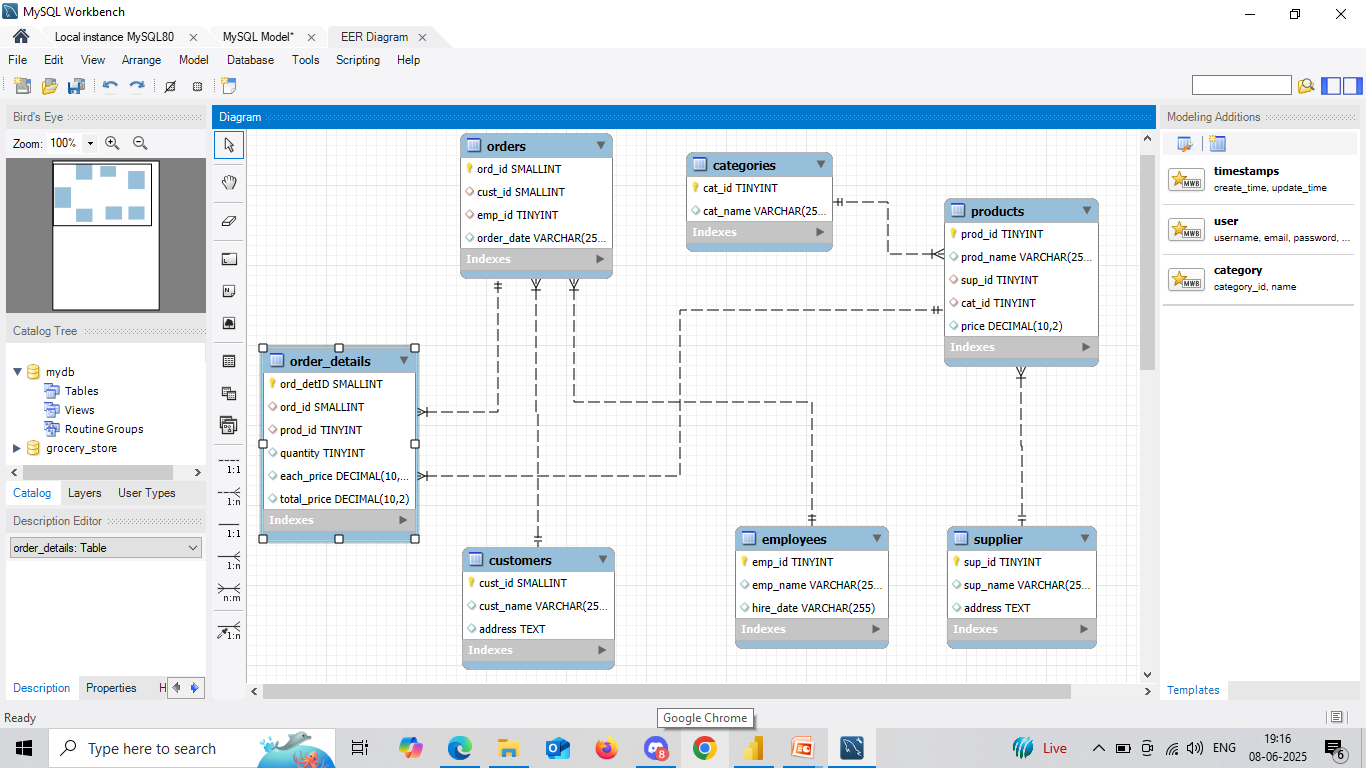 MySQL Workbench
Local instance MySQL80
MySQL Model*
EER Diagram
File Edit View Arrange Model Database Tools Scripting Help
Bird's Eye
Zoom: 100%
Catalog Tree
mydb
Tables
Views
Routine Groups
grocery_store
Catalog Layers User Types
Description Editor
order_details: Table
Description Properties H
Ready
Diagram
1:1
1:n
1:1
1:n
n:m
1:n
orders
ord_id SMALLINT
cust_id SMALLINT
emp_id TINYINT
order_date VARCHAR(25...
Indexes
categories
cat_id TINYINT
cat_name VARCHAR(25...
Indexes
products
prod_id TINYINT
prod_name VARCHAR(25...
sup_id TINYINT
cat_id TINYINT
price DECIMAL(10,2)
Indexes
order_details
ord_detID SMALLINT
ord_id SMALLINT
prod_id TINYINT
quantity TINYINT
each_price DECIMAL(10,...
total_price DECIMAL(10,2)
Indexes
customers
cust_id SMALLINT
cust_name VARCHAR(25...
address TEXT
Indexes
employees
emp_id TINYINT
emp_name VARCHAR(25...
hire_date VARCHAR(255)
Indexes
supplier
sup_id TINYINT
sup_name VARCHAR(25...
address TEXT
Indexes
Modeling Additions
MWB
timestamps
create_time, update_time
MWB
user
username, email, password, ...
MWB
category
category_id, name
Templates
Google Chrome
Type here to search
8
Live
ENG
19:16
08-06-2025
6